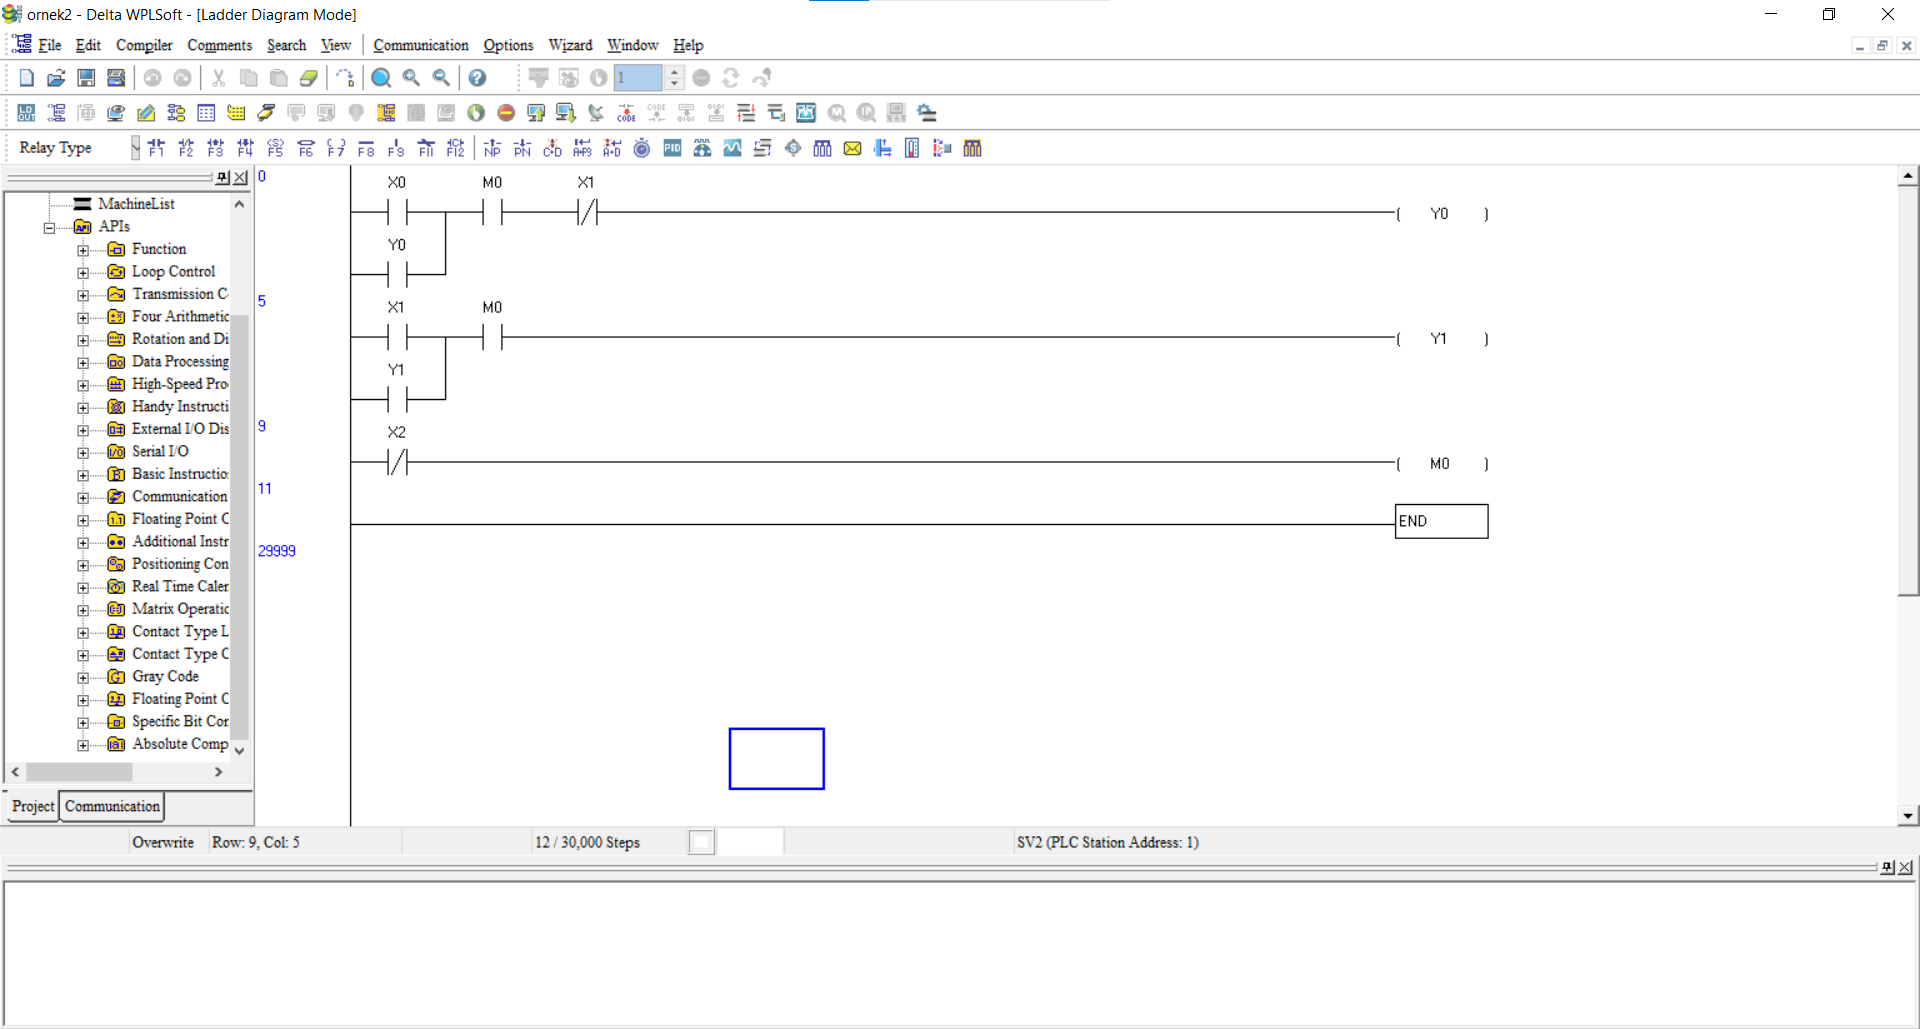 ornek2 - Delta WPLSoft - [Ladder Diagram Mode]
File Edit Compiler Comments Search View Communication Options Wizard Window Help
1
LD OUT CODE CODE
Relay Type F1 F2 F3 F4 F5 F6 F7 F8 F9 F11 F12 NP PN C+D A+P3 A+D PID
MachineList
APIs
Function
Loop Control
Transmission C
Four Arithmetic
Rotation and Di
Data Processing
High-Speed Pro
Handy Instructi
External I/O Dis
Serial I/O
Basic Instructio
Communication
Floating Point C
Additional Instr
Positioning Con
Real Time Caler
Matrix Operatic
Contact Type L
Contact Type C
Gray Code
Floating Point C
Specific Bit Cor
Absolute Comp
Project Communication
0
X0 M0 X1
Y0
Y0
5
X1 M0
Y1
Y1
9
X2
M0
11
END
29999
Overwrite Row: 9, Col: 5 12 / 30,000 Steps SV2 (PLC Station Address: 1)